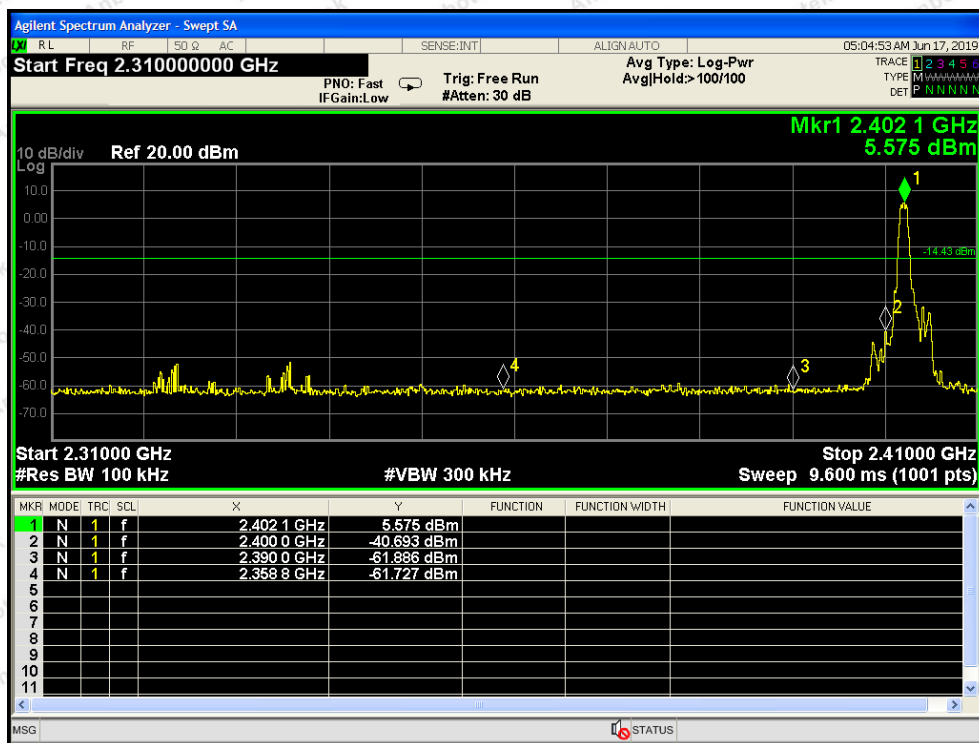 Agilent Spectrum Analyzer - Swept SA
LXI RL RF 50 Ω AC SENSE:INT ALIGN AUTO 05:04:53 AM Jun 17, 2019
Start Freq 2.310000000 GHz Avg Type: Log-Pwr TRACE 1 2 3 4 5 6
PNO: Fast Trig: Free Run Avg|Hold:>100/100 TYPE M
IFGain:Low #Atten: 30 dB DET P N N N N N
Mkr1 2.402 1 GHz
10 dB/div Ref 20.00 dBm 5.575 dBm
Log
10.0
0.00
-10.0
-14.43 dBm
-20.0
-30.0
-40.0
-50.0
-60.0
-70.0
1
2
3
4
Start 2.31000 GHz Stop 2.41000 GHz
#Res BW 100 kHz #VBW 300 kHz Sweep 9.600 ms (1001 pts)
MKR MODE TRC SCL X Y FUNCTION FUNCTION WIDTH FUNCTION VALUE
1 N 1 f 2.402 1 GHz 5.575 dBm
2 N 1 f 2.400 0 GHz -40.693 dBm
3 N 1 f 2.390 0 GHz -61.886 dBm
4 N 1 f 2.358 8 GHz -61.727 dBm
5
6
7
8
9
10
11
MSG STATUS